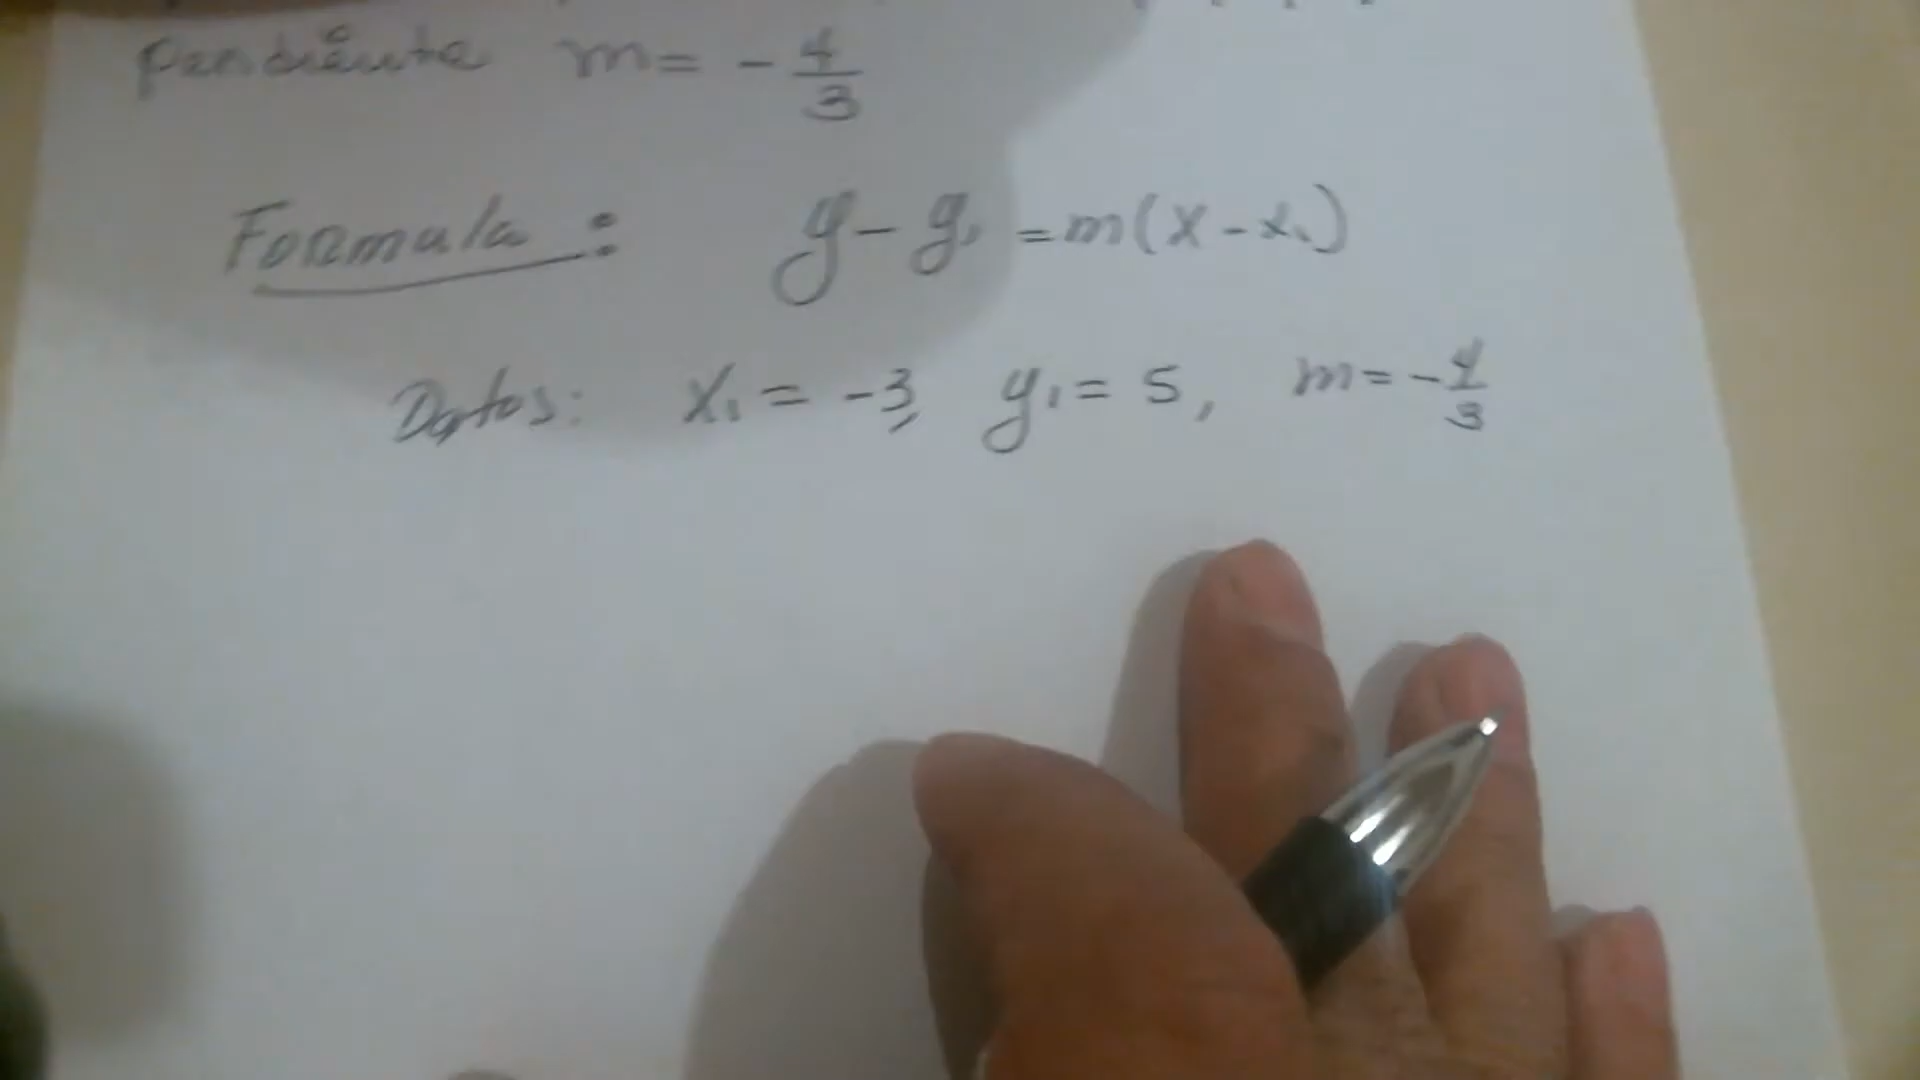 pendiente m = - 4/3
Formula : y - y₁ = m(x - x₁)
Datos: x₁ = -3, y₁ = 5, m = - 4/3